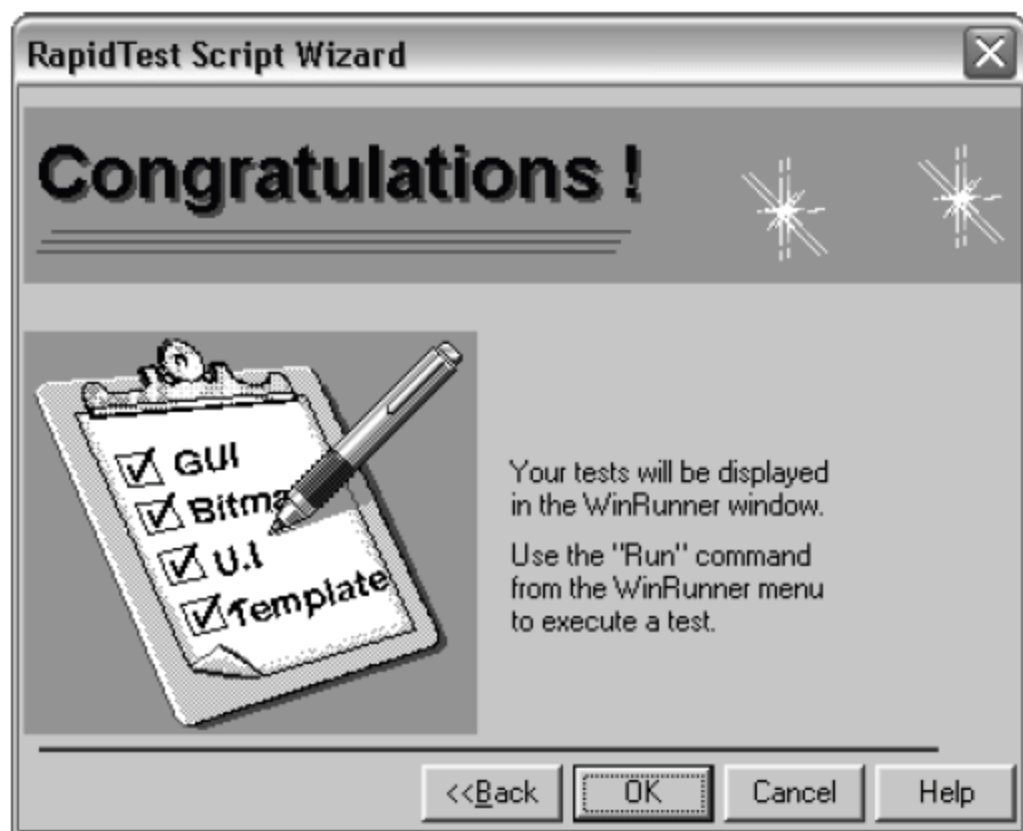 RapidTest Script Wizard
Congratulations !
GUI
Bitma
U.I
Template
Your tests will be displayed
in the WinRunner window.
Use the "Run" command
from the WinRunner menu
to execute a test.
<<Back
OK
Cancel
Help